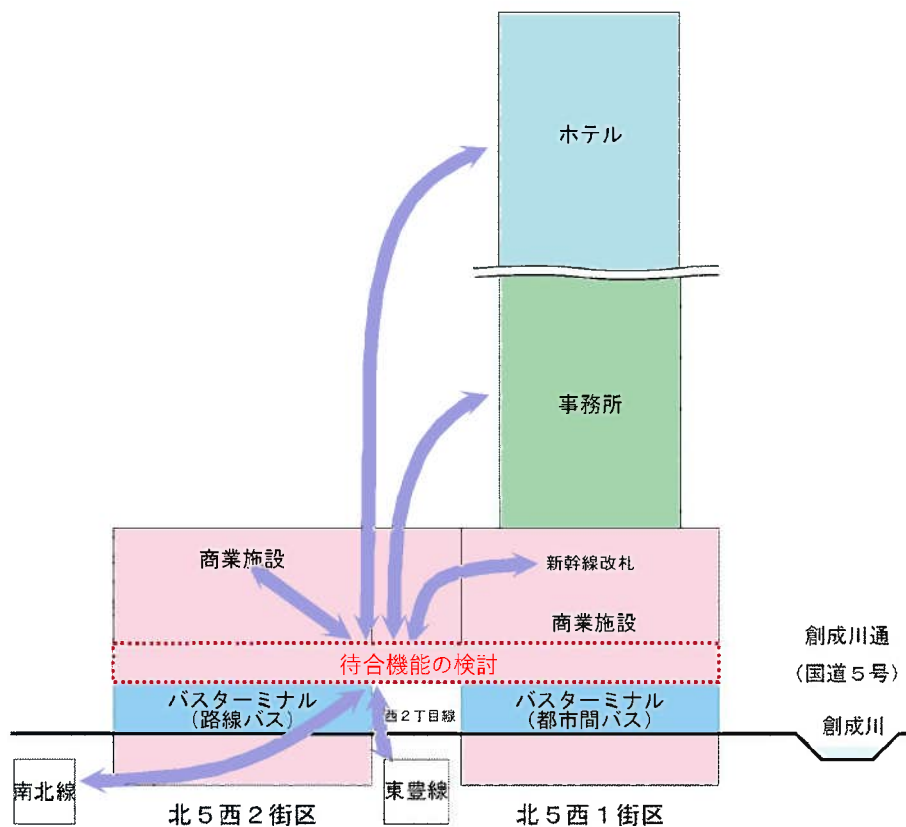 ホテル
事務所
商業施設
新幹線改札
商業施設
待合機能の検討
バスターミナル
(路線バス)
西2丁目線
バスターミナル
(都市間バス)
創成川通
(国道5号)
創成川
南北線
東豊線
北5西2街区
北5西1街区